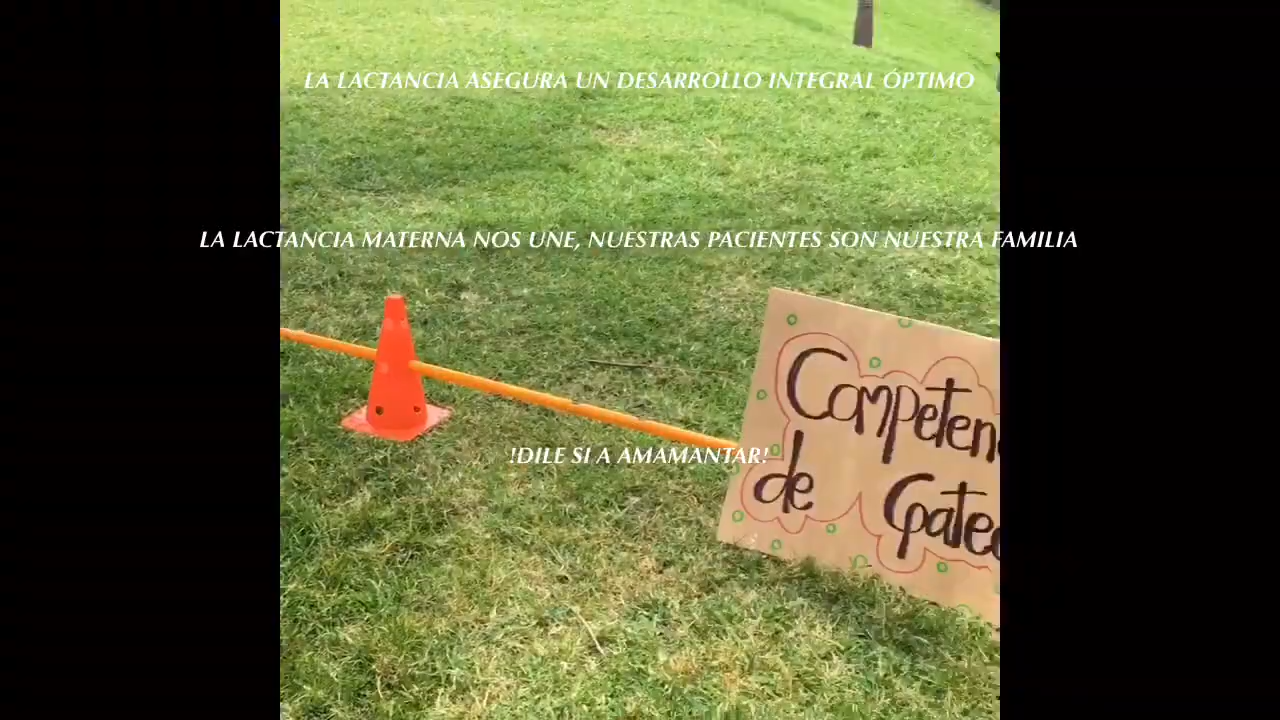 LA LACTANCIA ASEGURA UN DESARROLLO INTEGRAL ÓPTIMO
LA LACTANCIA MATERNA NOS UNE, NUESTRAS PACIENTES SON NUESTRA FAMILIA
!DILE SI A AMAMANTAR!
Competen
de Gateo